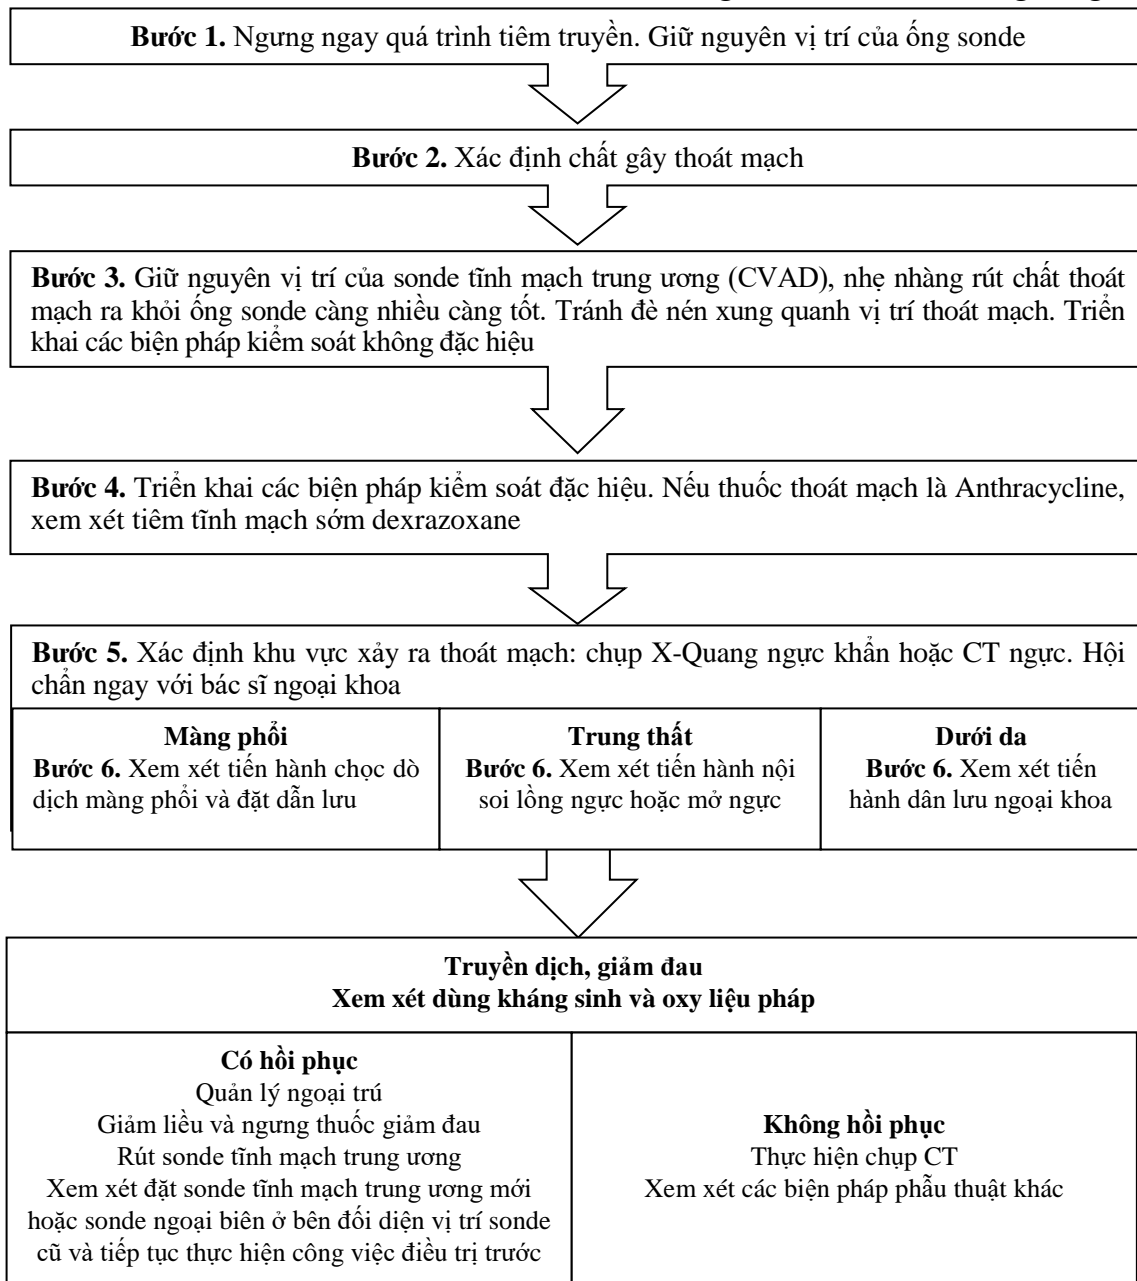 Bước 1. Ngưng ngay quá trình tiêm truyền. Giữ nguyên vị trí của ống sonde
Bước 2. Xác định chất gây thoát mạch
Bước 3. Giữ nguyên vị trí của sonde tĩnh mạch trung ương (CVAD), nhẹ nhàng rút chất thoát
mạch ra khỏi ống sonde càng nhiều càng tốt. Tránh đè nén xung quanh vị trí thoát mạch. Triển
khai các biện pháp kiểm soát không đặc hiệu
Bước 4. Triển khai các biện pháp kiểm soát đặc hiệu. Nếu thuốc thoát mạch là Anthracycline,
xem xét tiêm tĩnh mạch sớm dexrazoxane
Bước 5. Xác định khu vực xảy ra thoát mạch: chụp X-Quang ngực khẩn hoặc CT ngực. Hội
chẩn ngay với bác sĩ ngoại khoa
Màng phổi
Bước 6. Xem xét tiến hành chọc dò
dịch màng phổi và đặt dẫn lưu
Trung thất
Bước 6. Xem xét tiến hành nội
soi lồng ngực hoặc mở ngực
Dưới da
Bước 6. Xem xét tiến
hành dân lưu ngoại khoa
Truyền dịch, giảm đau
Xem xét dùng kháng sinh và oxy liệu pháp
Có hồi phục
Quản lý ngoại trú
Giảm liều và ngưng thuốc giảm đau
Rút sonde tĩnh mạch trung ương
Xem xét đặt sonde tĩnh mạch trung ương mới
hoặc sonde ngoại biên ở bên đối diện vị trí sonde
cũ và tiếp tục thực hiện công việc điều trị trước
Không hồi phục
Thực hiện chụp CT
Xem xét các biện pháp phẫu thuật khác